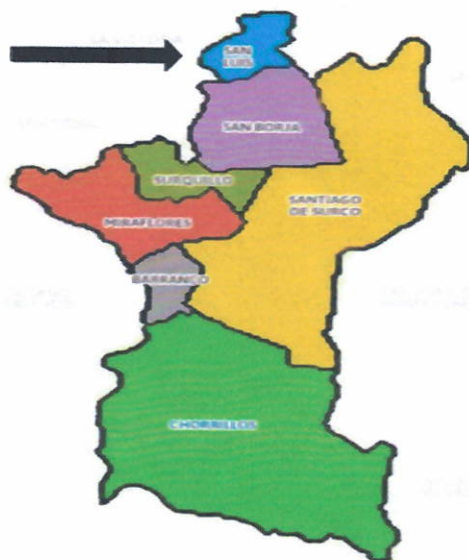 SAN
LUIS
SAN BORJA
SURQUILLO
SANTIAGO
DE SURCO
MIRAFLORES
BARRANCO
CHORRILLOS